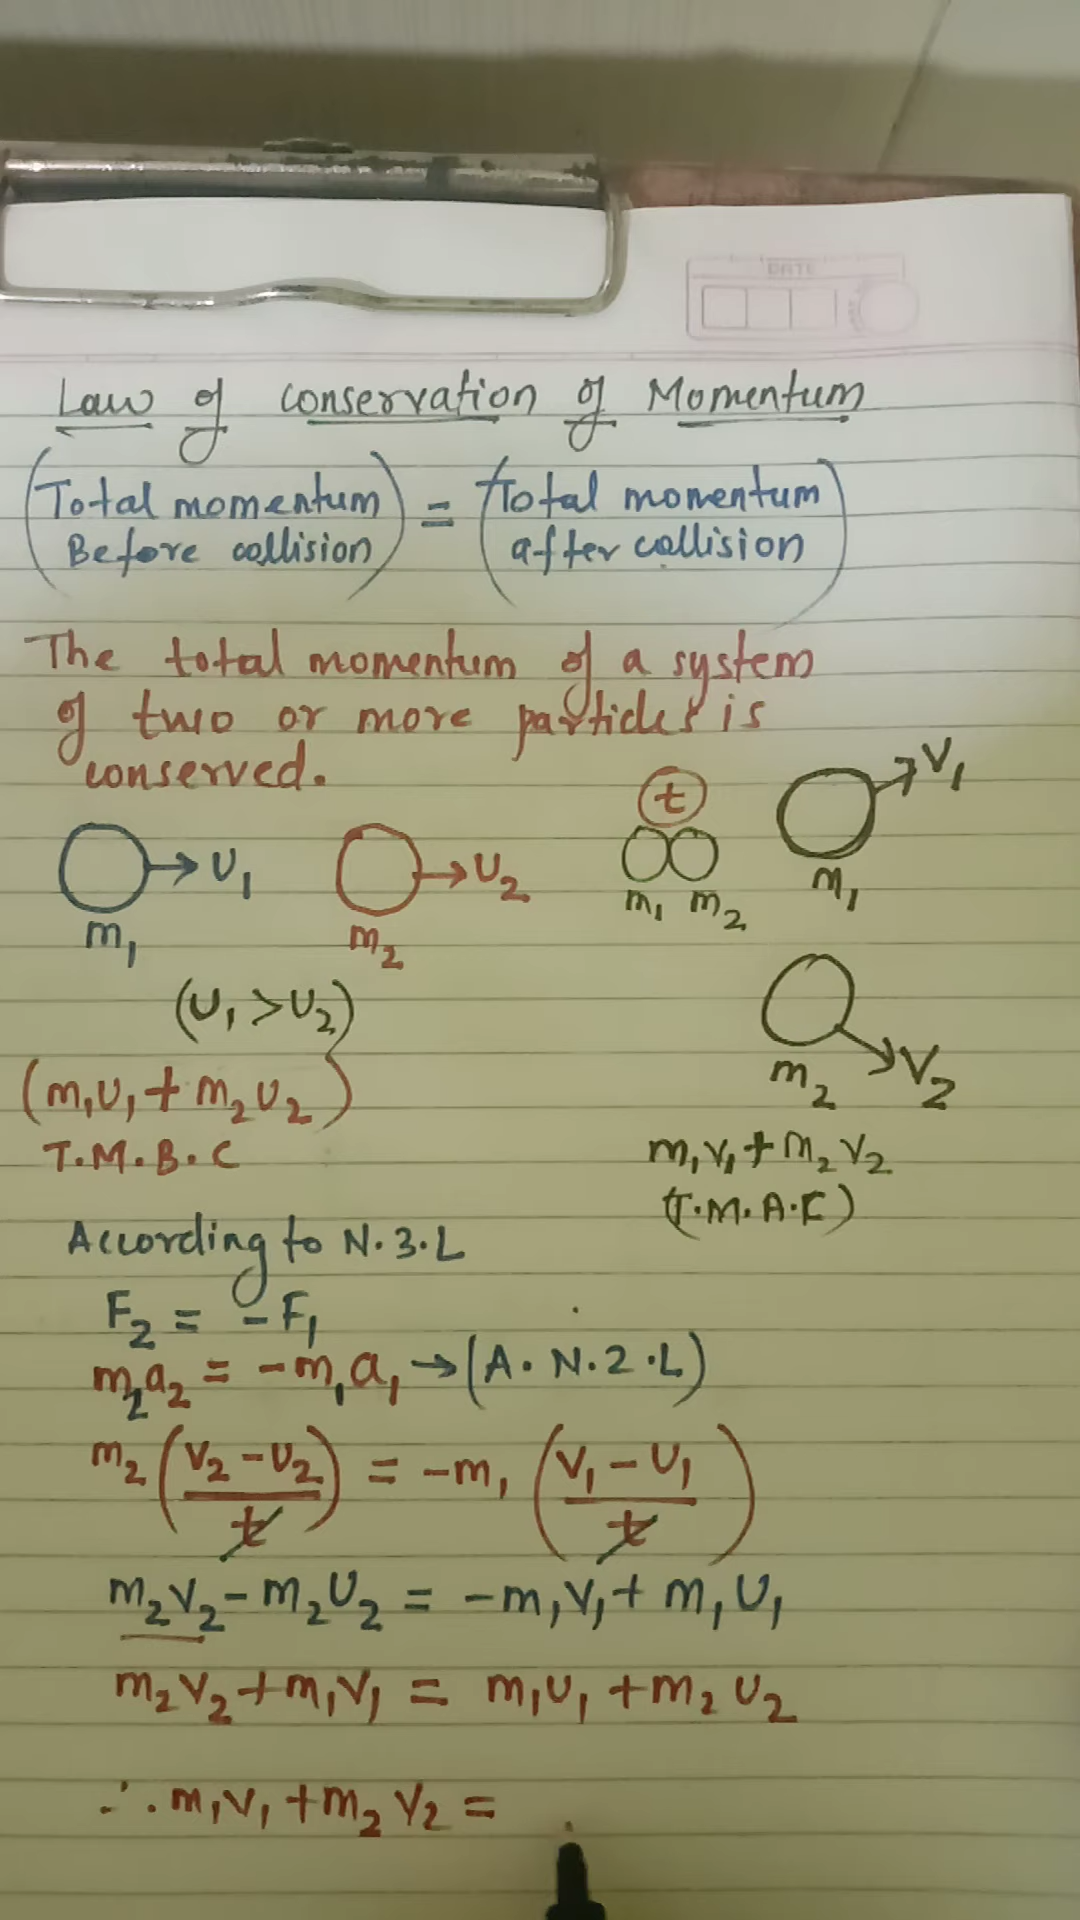 DATE
Law of conservation of Momentum
(Total momentum Before collision) = (Total momentum after collision)
The total momentum of a system
of two or more particles is
conserved.
m₁ → U₁
m₂ → U₂
t
m₁ m₂
m₁ → V₁
(U₁ > U₂)
m₂ → V₂
(m₁U₁ + m₂U₂)
T.M.B.C
m₁V₁ + m₂V₂
(T.M.A.C)
According to N.3.L
F₂ = -F₁
m₂a₂ = -m₁a₁ → (A. N.2.L)
m₂ (V₂ - U₂ / t) = -m₁ (V₁ - U₁ / t)
m₂V₂ - m₂U₂ = -m₁V₁ + m₁U₁
m₂V₂ + m₁V₁ = m₁U₁ + m₂U₂
∴ m₁V₁ + m₂V₂ =